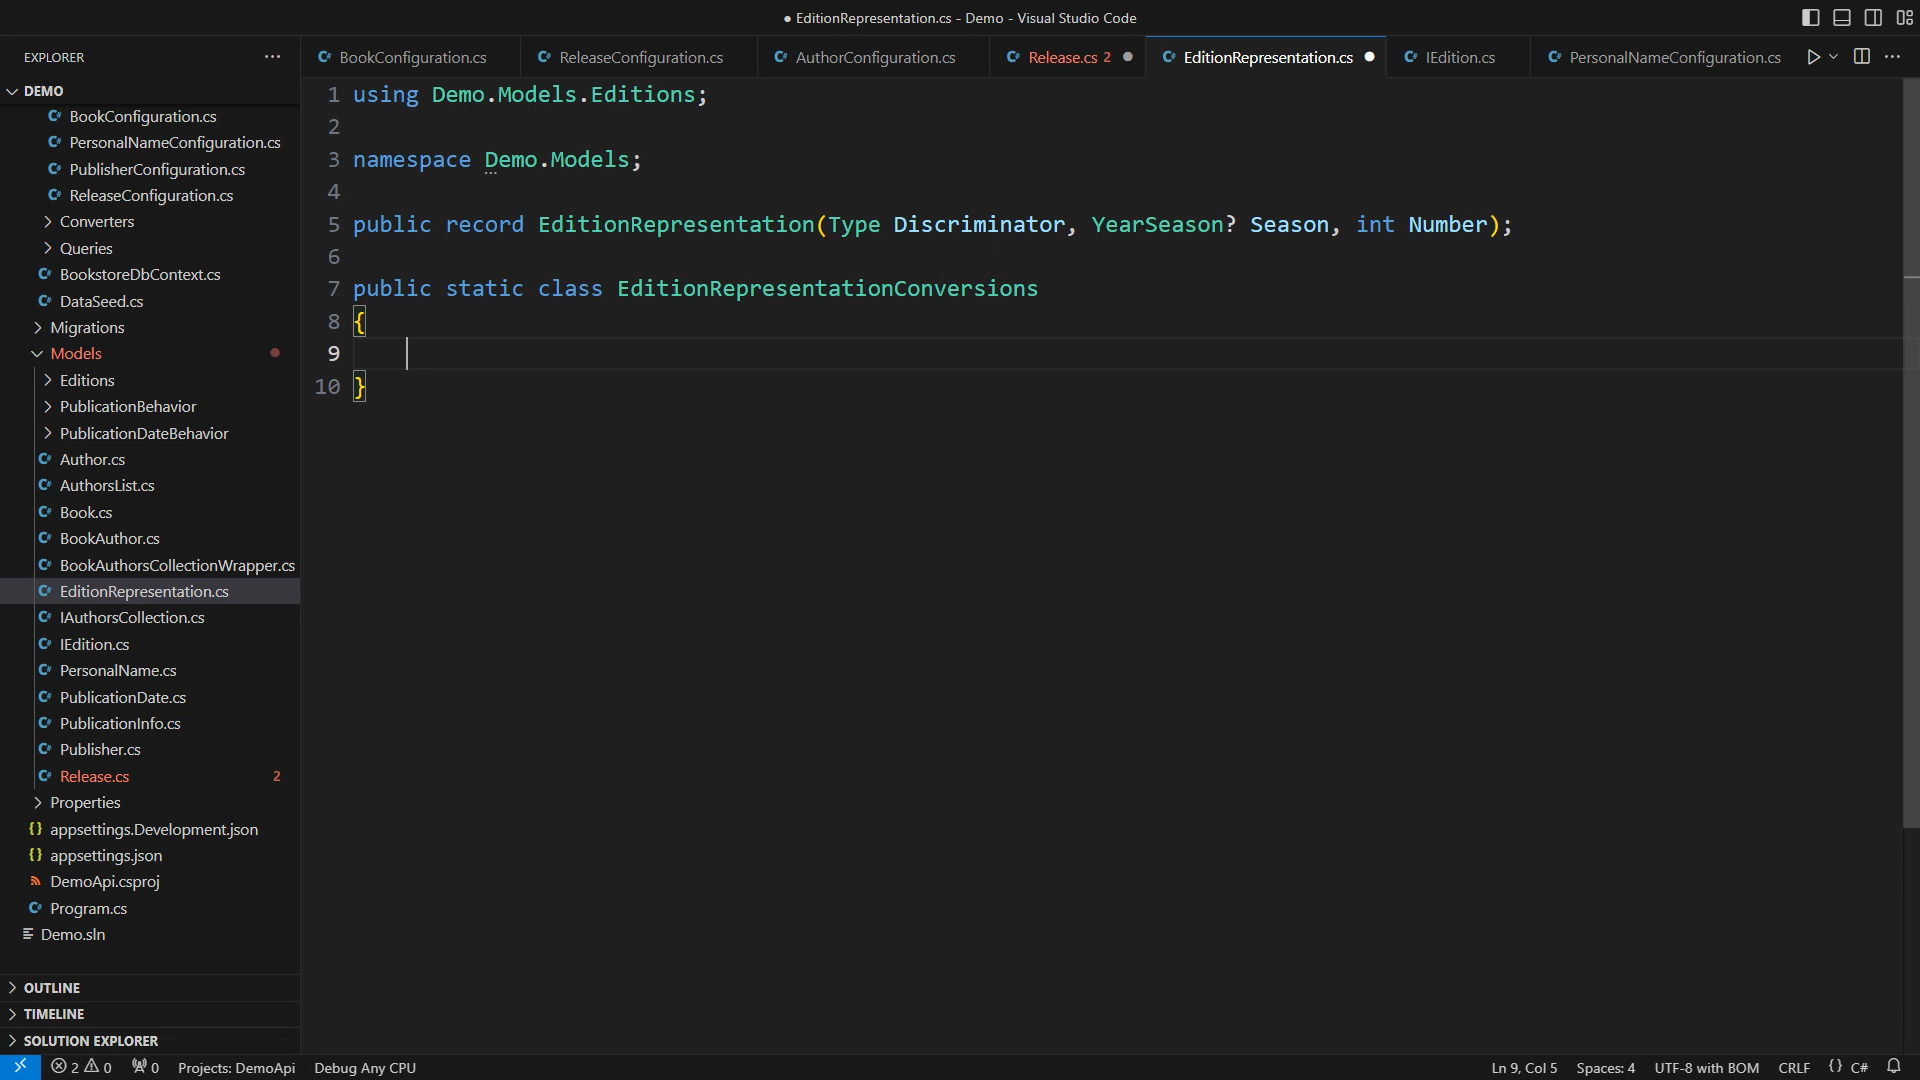 ● EditionRepresentation.cs - Demo - Visual Studio Code
EXPLORER
BookConfiguration.cs
ReleaseConfiguration.cs
AuthorConfiguration.cs
Release.cs 2
EditionRepresentation.cs
IEdition.cs
PersonalNameConfiguration.cs
DEMO
BookConfiguration.cs
PersonalNameConfiguration.cs
PublisherConfiguration.cs
ReleaseConfiguration.cs
Converters
Queries
BookstoreDbContext.cs
DataSeed.cs
Migrations
Models
Editions
PublicationBehavior
PublicationDateBehavior
Author.cs
AuthorsList.cs
Book.cs
BookAuthor.cs
BookAuthorsCollectionWrapper.cs
EditionRepresentation.cs
IAuthorsCollection.cs
IEdition.cs
PersonalName.cs
PublicationDate.cs
PublicationInfo.cs
Publisher.cs
Release.cs 2
Properties
appsettings.Development.json
appsettings.json
DemoApi.csproj
Program.cs
Demo.sln
OUTLINE
TIMELINE
SOLUTION EXPLORER
1 using Demo.Models.Editions;
2
3 namespace Demo.Models;
4
5 public record EditionRepresentation(Type Discriminator, YearSeason? Season, int Number);
6
7 public static class EditionRepresentationConversions
8 {
9
10 }
2 0 0 Projects: DemoApi Debug Any CPU Ln 9, Col 5 Spaces: 4 UTF-8 with BOM CRLF {} C#